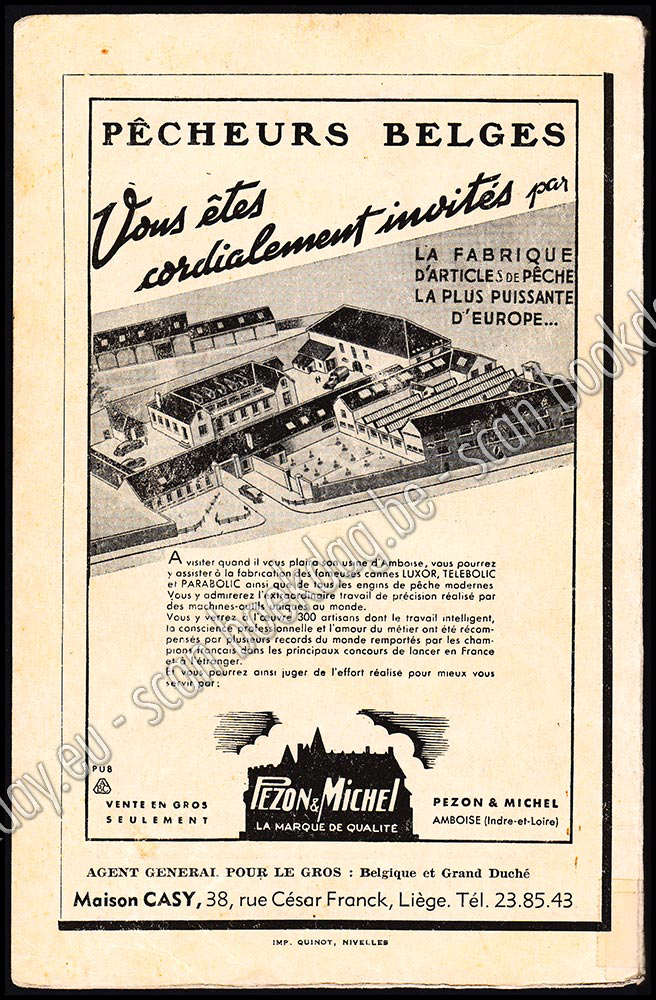 PÊCHEURS BELGES
Vous êtes
cordialement invités par
LA FABRIQUE
D'ARTICLES DE PÊCHE
LA PLUS PUISSANTE
D'EUROPE...
A visiter quand il vous plaira son usine d'Amboise, vous pourrez
y assister à la fabrication des fameuses cannes LUXOR, TELEBOLIC
et PARABOLIC ainsi que de tous les engins de pêche modernes.
Vous y admirerez l'extraordinaire travail de précision réalisé par
des machines-outils uniques au monde.
Vous y verrez à l'œuvre 300 artisans dont le travail intelligent,
la conscience professionnelle et l'amour du métier ont été récom-
pensés par plusieurs records du monde remportés par les cham-
pions français dans les principaux concours de lancer en France
et à l'étranger.
Et vous pourrez ainsi juger de l'effort réalisé pour mieux vous
servir par :
PUB
VENTE EN GROS
SEULEMENT
PEZON & MICHEL
LA MARQUE DE QUALITÉ
PEZON & MICHEL
AMBOISE (Indre-et-Loire)
AGENT GENERAL POUR LE GROS : Belgique et Grand Duché
Maison CASY, 38, rue César Franck, Liège. Tél. 23.85.43
IMP. QUINOT, NIVELLES
day.eu - scan bookdag.be - scan bookda